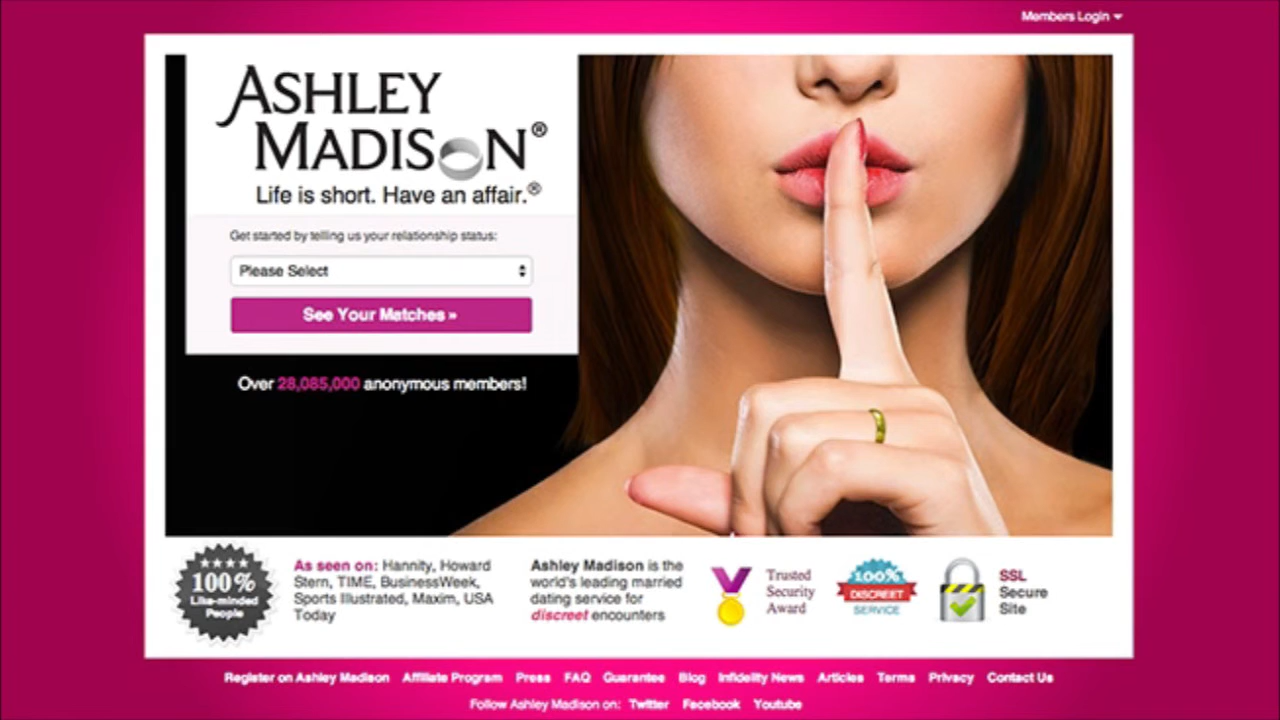 Members Login
ASHLEY
MADISON®
Life is short. Have an affair.®
Get started by telling us your relationship status:
Please Select
See Your Matches »
Over 28,085,000 anonymous members!
100%
Like-minded
People
As seen on: Hannity, Howard
Stern, TIME, BusinessWeek,
Sports Illustrated, Maxim, USA
Today
Ashley Madison is the
world's leading married
dating service for
discreet encounters
Trusted
Security
Award
100%
DISCREET
SERVICE
SSL
Secure
Site
Register on Ashley Madison Affiliate Program Press FAQ Guarantee Blog Infidelity News Articles Terms Privacy Contact Us
Follow Ashley Madison on: Twitter Facebook Youtube